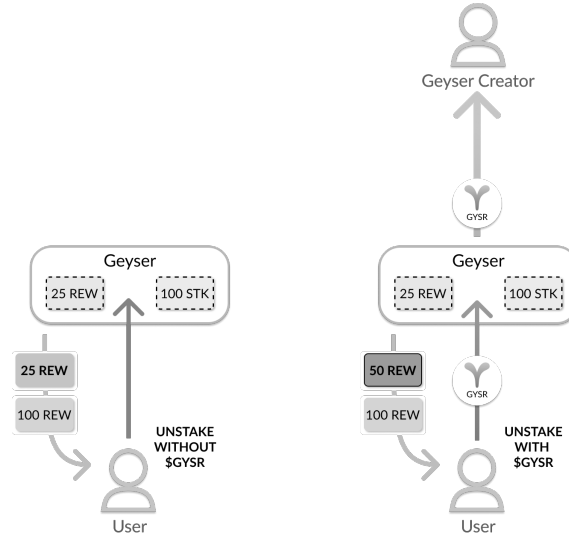 Geyser
25 REW
100 STK
25 REW
100 REW
UNSTAKE
WITHOUT
$GYSR
User
Geyser Creator
GYSR
Geyser
25 REW
100 STK
50 REW
GYSR
100 REW
UNSTAKE
WITH
$GYSR
User